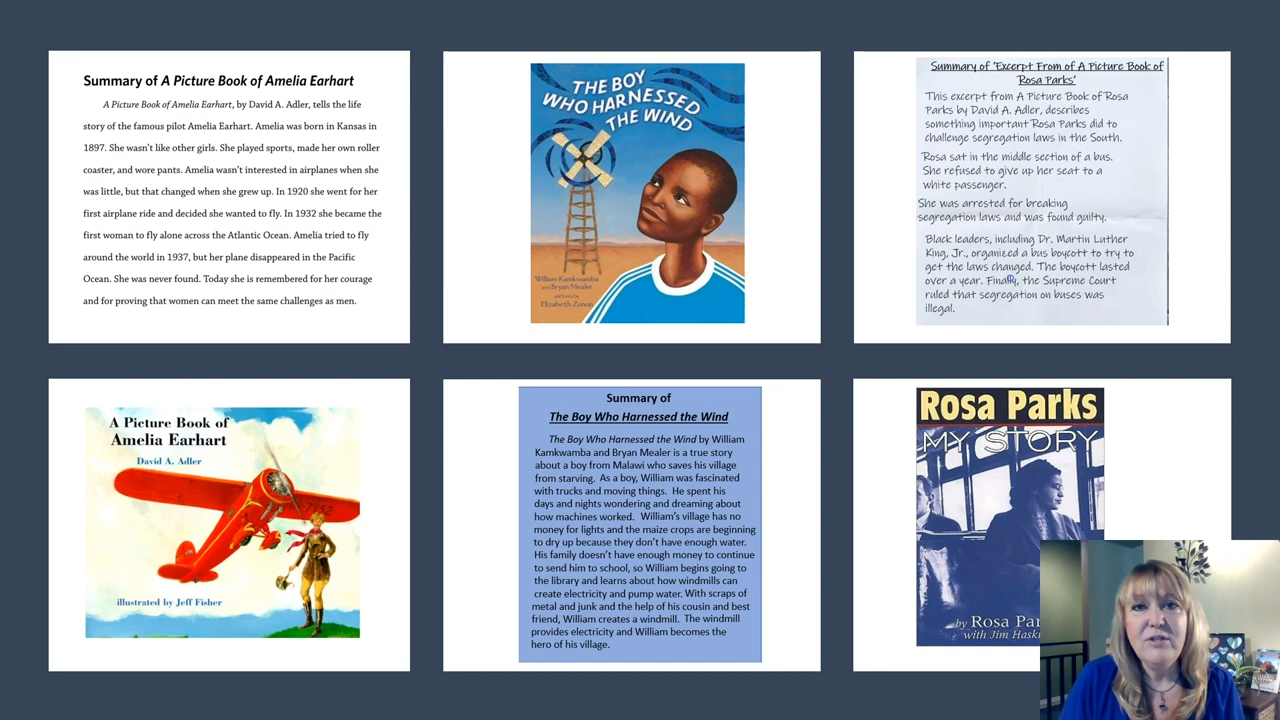 Summary of A Picture Book of Amelia Earhart
A Picture Book of Amelia Earhart, by David A. Adler, tells the life
story of the famous pilot Amelia Earhart. Amelia was born in Kansas in
1897. She wasn't like other girls. She played sports, made her own roller
coaster, and wore pants. Amelia wasn't interested in airplanes when she
was little, but that changed when she grew up. In 1920 she went for her
first airplane ride and decided she wanted to fly. In 1932 she became the
first woman to fly alone across the Atlantic Ocean. Amelia tried to fly
around the world in 1937, but her plane disappeared in the Pacific
Ocean. She was never found. Today she is remembered for her courage
and for proving that women can meet the same challenges as men.
THE BOY
WHO HARNESSED
THE WIND
William Kamkwamba
and Bryan Mealer
pictures by
Elizabeth Zunon
Summary of 'Excerpt From of A Picture Book of
Rosa Parks'
This excerpt from A Picture Book of Rosa
Parks by David A. Adler, describes
something important Rosa Parks did to
challenge segregation laws in the South.
Rosa sat in the middle section of a bus.
She refused to give up her seat to a
white passenger.
She was arrested for breaking
segregation laws and was found guilty.
Black leaders, including Dr. Martin Luther
King, Jr., organized a bus boycott to try to
get the laws changed. The boycott lasted
over a year. Finally, the Supreme Court
ruled that segregation on buses was
illegal.
A Picture Book of
Amelia Earhart
David A. Adler
illustrated by Jeff Fisher
Summary of
The Boy Who Harnessed the Wind
The Boy Who Harnessed the Wind by William
Kamkwamba and Bryan Mealer is a true story
about a boy from Malawi who saves his village
from starving. As a boy, William was fascinated
with trucks and moving things. He spent his
days and nights wondering and dreaming about
how machines worked. William's village has no
money for lights and the maize crops are beginning
to dry up because they don't have enough water.
His family doesn't have enough money to continue
to send him to school, so William begins going to
the library and learns about how windmills can
create electricity and pump water. With scraps of
metal and junk and the help of his cousin and best
friend, William creates a windmill. The windmill
provides electricity and William becomes the
hero of his village.
Rosa Parks
MY STORY
by Rosa Par
with Jim Hask